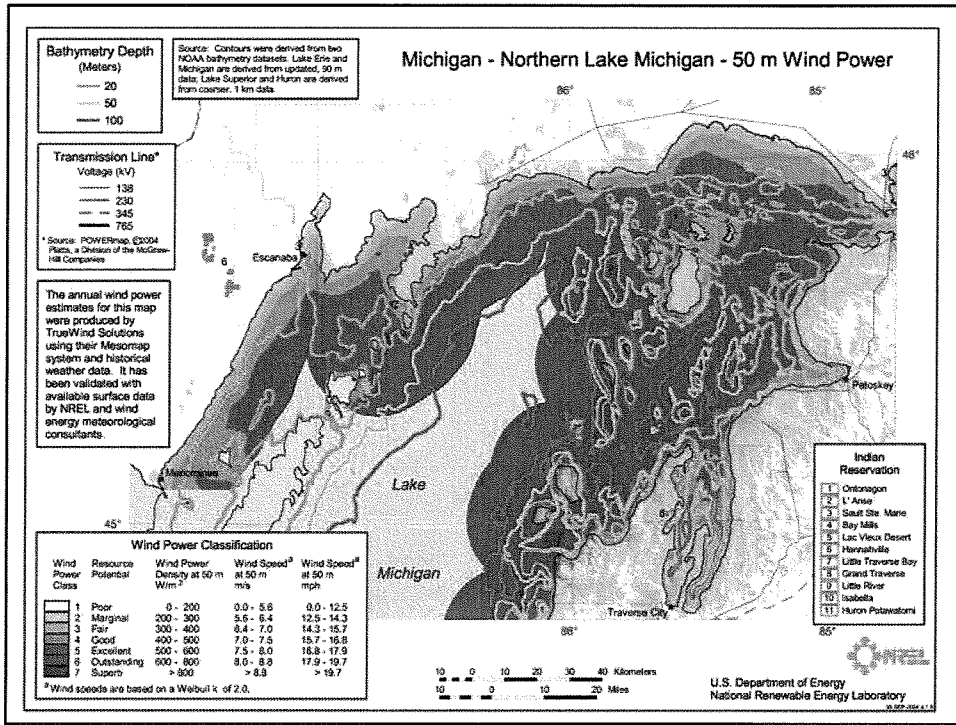 Michigan - Northern Lake Michigan - 50 m Wind Power
Bathymetry Depth
(Meters)
20
50
100
Source: Contours were derived from two
NOAA bathymetry datasets. Lake Erie and
Michigan are derived from updated, 90 m
data; Lake Superior and Huron are derived
from coarser, 1 km data.
Transmission Line*
Voltage (kV)
138
230
345
765
* Source: POWERmap, ©2004
Platts, a Division of the McGraw-
Hill Companies
The annual wind power
estimates for this map
were produced by
TrueWind Solutions
using their Mesomap
system and historical
weather data. It has
been validated with
available surface data
by NREL and wind
energy meteorological
consultants.
86°
85°
46°
Escanaba
6
Petoskey
Menominee
45°
Lake
Michigan
Traverse City
86°
85°
Indian
Reservation
1 Ontonagon
2 L' Anse
3 Sault Ste. Marie
4 Bay Mills
5 Lac Vieux Desert
6 Hannahville
7 Little Traverse Bay
8 Grand Traverse
9 Little River
10 Isabella
11 Huron Potawatomi
Wind Power Classification
Wind Power Class Resource Potential Wind Power Density at 50 m W/m² Wind Speedª at 50 m m/s Wind Speedª at 50 m mph
1 Poor 0 - 200 0.0 - 5.6 0.0 - 12.5
2 Marginal 200 - 300 5.6 - 6.4 12.5 - 14.3
3 Fair 300 - 400 6.4 - 7.0 14.3 - 15.7
4 Good 400 - 500 7.0 - 7.5 15.7 - 16.8
5 Excellent 500 - 600 7.5 - 8.0 16.8 - 17.9
6 Outstanding 600 - 800 8.0 - 8.8 17.9 - 19.7
7 Superb > 800 > 8.8 > 19.7
ª Wind speeds are based on a Weibull k of 2.0.
10 0 10 20 30 40 Kilometers
10 0 10 20 Miles
NREL
U.S. Department of Energy
National Renewable Energy Laboratory